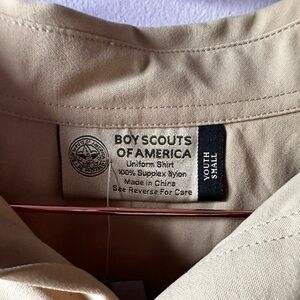 BOY SCOUTS
OF AMERICA
Uniform Shirt
100% Supplex Nylon
Made in China
See Reverse For Care
YOUTH
SMALL